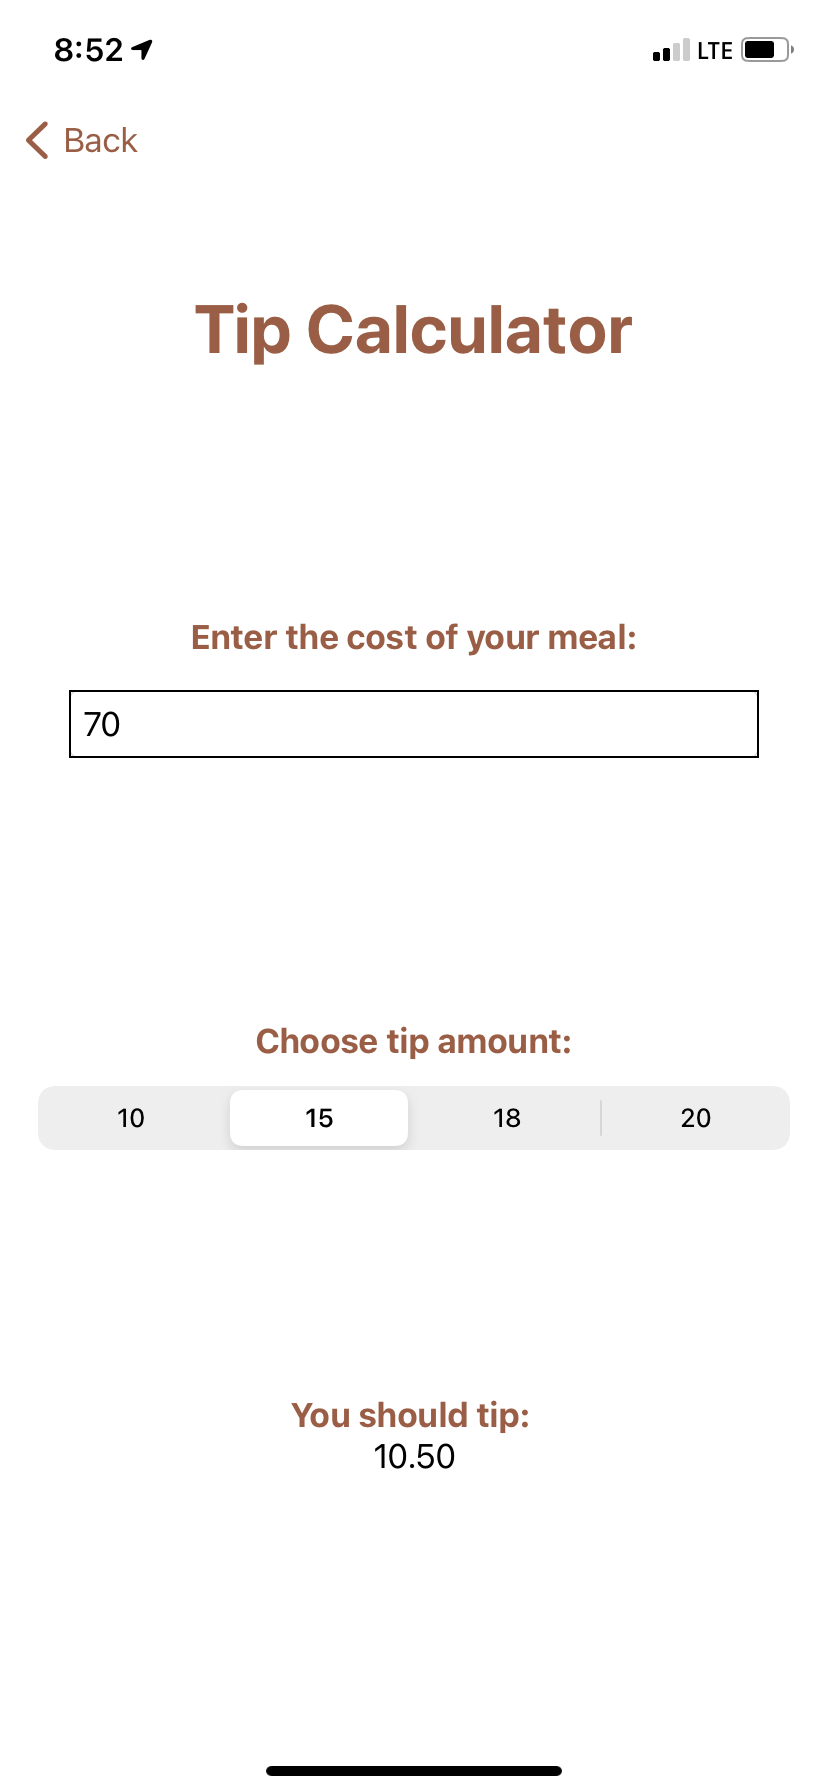 8:52 LTE
Back
Tip Calculator
Enter the cost of your meal:
70
Choose tip amount:
10 15 18 20
You should tip:
10.50